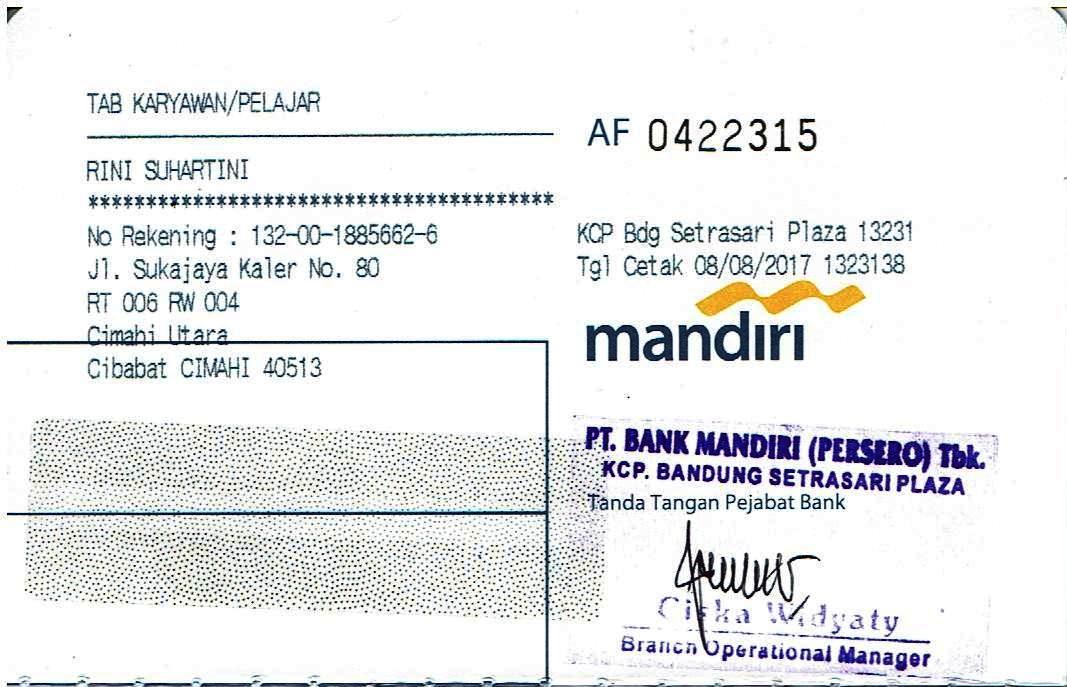 TAB KARYAWAN/PELAJAR
RINI SUHARTINI
****************************************
No Rekening : 132-00-1885662-6
Jl. Sukajaya Kaler No. 80
RT 006 RW 004
Cimahi Utara
Cibabat CIMAHI 40513
AF 0422315
KCP Bdg Setrasari Plaza 13231
Tgl Cetak 08/08/2017 1323138
mandiri
PT. BANK MANDIRI (PERSERO) Tbk.
KCP. BANDUNG SETRASARI PLAZA
Tanda Tangan Pejabat Bank
Ciska Widyaty
Branch Operational Manager